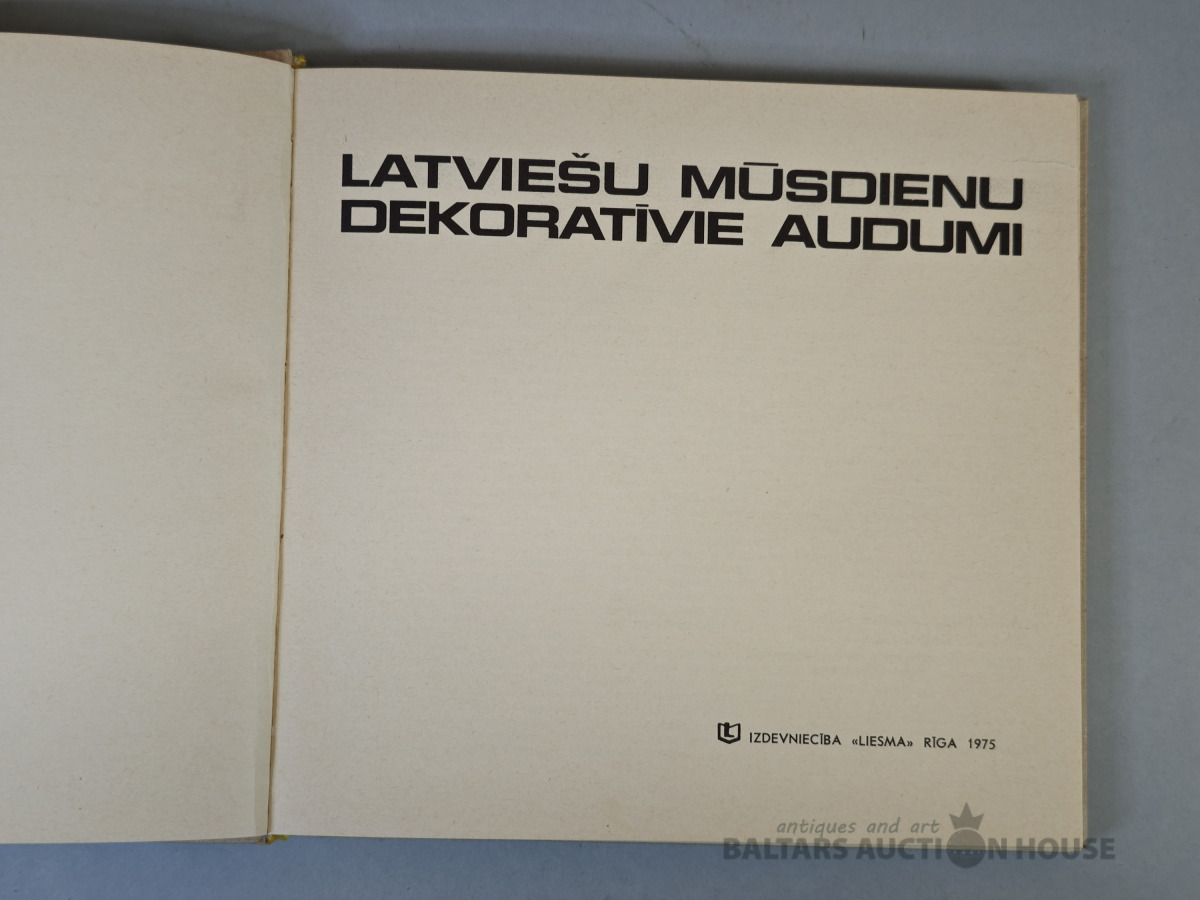 LATVIEŠU MŪSDIENU
DEKORATĪVIE AUDUMI
IZDEVNIECĪBA «LIESMA» RĪGA 1975
antiques and art
BALTARS AUCTION HOUSE